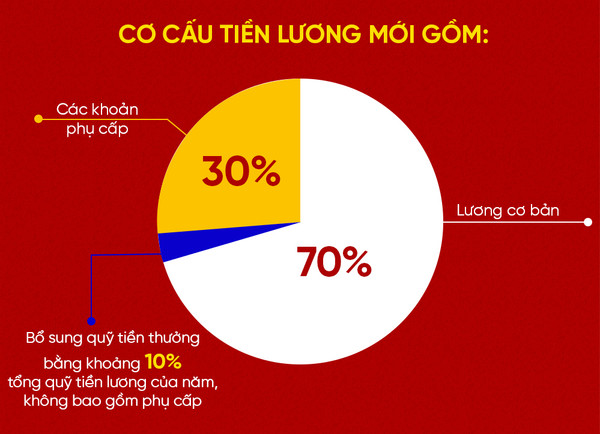 CƠ CẤU TIỀN LƯƠNG MỚI GỒM:
Các khoản
phụ cấp
30%
Lương cơ bản
70%
Bổ sung quỹ tiền thưởng
bằng khoảng 10%
tổng quỹ tiền lương của năm,
không bao gồm phụ cấp